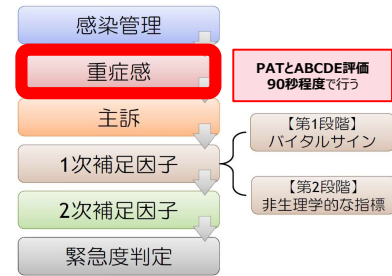 感染管理
重症感
PATとABCDE評価
90秒程度で行う
主訴
【第1段階】
バイタルサイン
1次補足因子
【第2段階】
非生理学的な指標
2次補足因子
緊急度判定